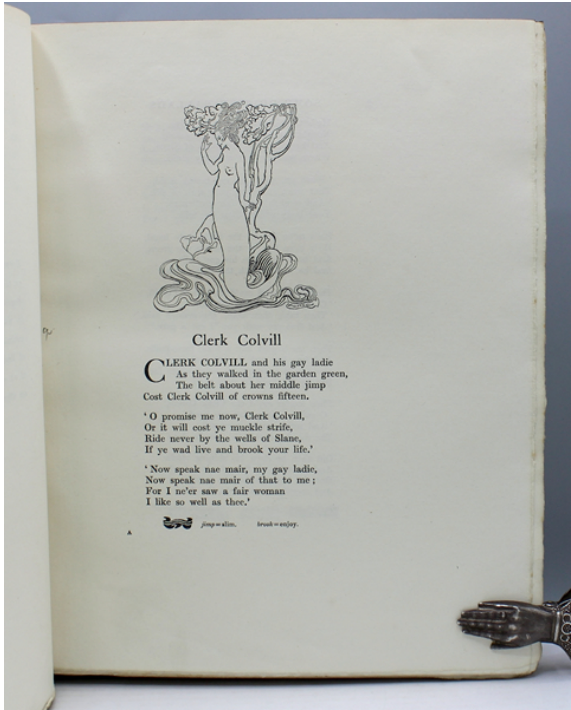 Clerk Colvill
CLERK COLVILL and his gay ladie
As they walked in the garden green,
The belt about her middle jimp
Cost Clerk Colvill of crowns fifteen.
‘O promise me now, Clerk Colvill,
Or it will cost ye muckle strife,
Ride never by the wells of Slane,
If ye wad live and brook your life.’
‘Now speak nae mair, my gay ladie,
Now speak nae mair of that to me;
For I ne'er saw a fair woman
I like so well as thee.’
jimp=slim. brook=enjoy.
A